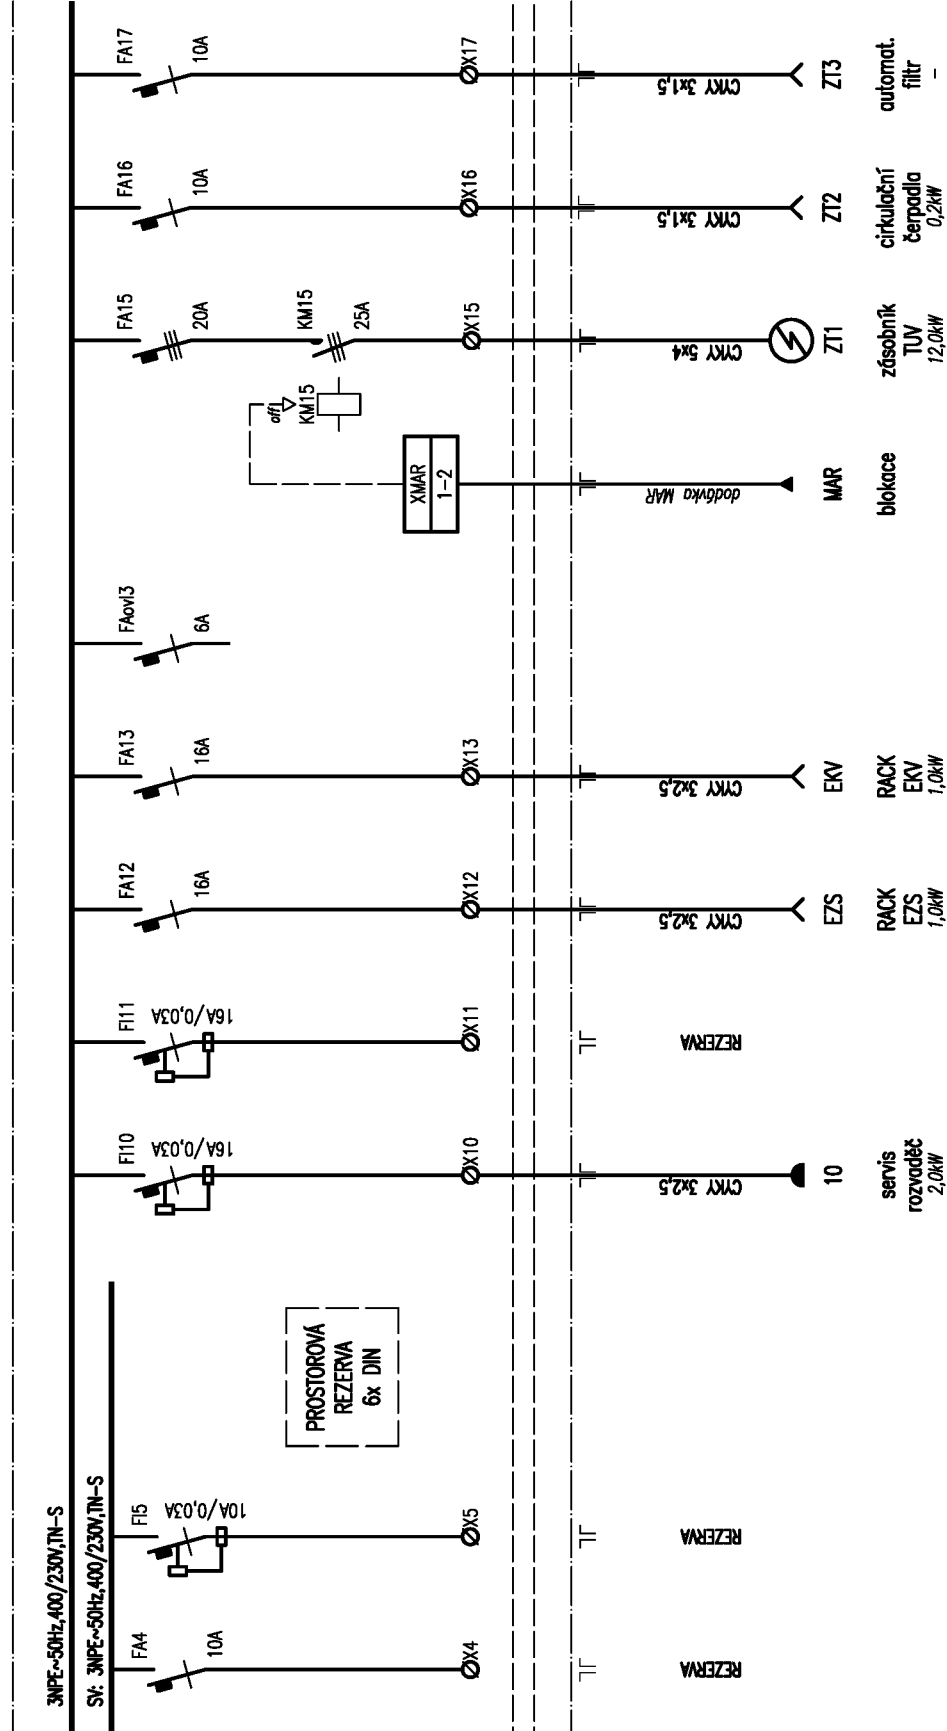 3NPE~50Hz,400/230V,TN-S
SV: 3NPE~50Hz,400/230V,TN-S
FA4
10A
X4
REZERVA
FI5
10A/0,03A
X5
REZERVA
PROSTOROVÁ
REZERVA
6x DIN
FI10
16A/0,03A
X10
CYKY 3x2,5
10
servis
rozvaděč
2,0kW
FI11
16A/0,03A
X11
REZERVA
FA12
16A
X12
CYKY 3x2,5
EZS
RACK
EZS
1,0kW
FA13
16A
X13
CYKY 3x2,5
EKV
RACK
EKV
1,0kW
FAovl3
6A
XMAR
1-2
dodávka MAR
MAR
blokace
off
KM15
FA15
20A
KM15
25A
X15
CYKY 5x4
ZT1
zásobník
TUV
12,0kW
FA16
10A
X16
CYKY 3x1,5
ZT2
cirkulační
čerpadla
0,2kW
FA17
10A
X17
CYKY 3x1,5
ZT3
automat.
filtr
-